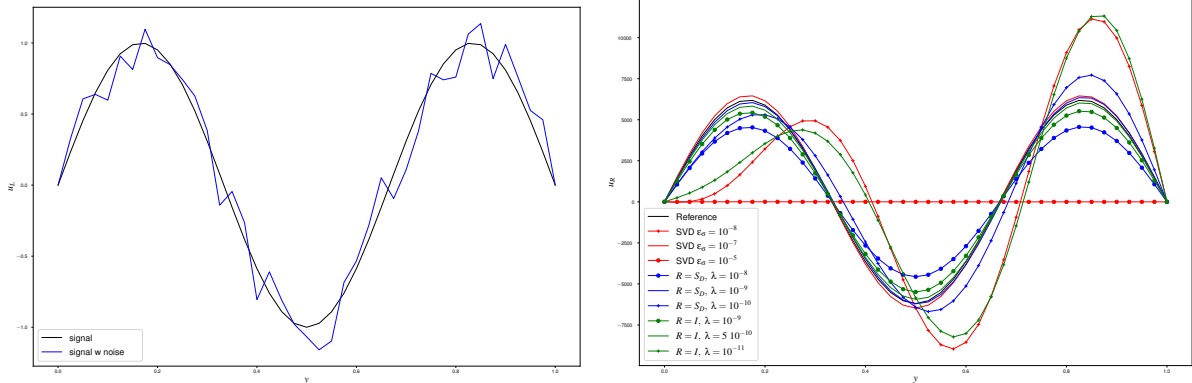 1.0
0.5
0.0
−0.5
−1.0
u_L
0.0 0.2 0.4 0.6 0.8 1.0
y
signal
signal w noise
10000
7500
5000
2500
0
−2500
−5000
−7500
u_R
0.0 0.2 0.4 0.6 0.8 1.0
y
Reference
SVD ε_σ = 10⁻⁸
SVD ε_σ = 10⁻⁷
SVD ε_σ = 10⁻⁵
R = S_D, λ = 10⁻⁸
R = S_D, λ = 10⁻⁹
R = S_D, λ = 10⁻¹⁰
R = I, λ = 10⁻⁹
R = I, λ = 5 10⁻¹⁰
R = I, λ = 10⁻¹¹